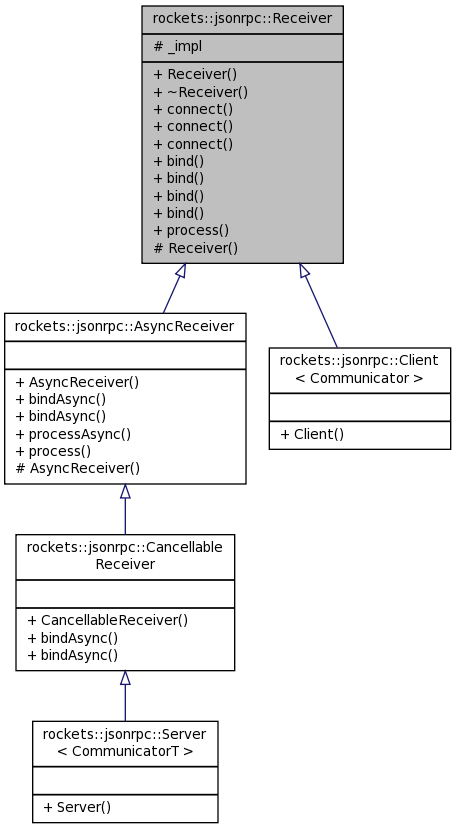 rockets::jsonrpc::Receiver
# _impl
+ Receiver()
+ ~Receiver()
+ connect()
+ connect()
+ connect()
+ bind()
+ bind()
+ bind()
+ bind()
+ process()
# Receiver()
rockets::jsonrpc::AsyncReceiver
+ AsyncReceiver()
+ bindAsync()
+ bindAsync()
+ processAsync()
+ process()
# AsyncReceiver()
rockets::jsonrpc::Client
< Communicator >
+ Client()
rockets::jsonrpc::Cancellable
Receiver
+ CancellableReceiver()
+ bindAsync()
+ bindAsync()
rockets::jsonrpc::Server
< CommunicatorT >
+ Server()